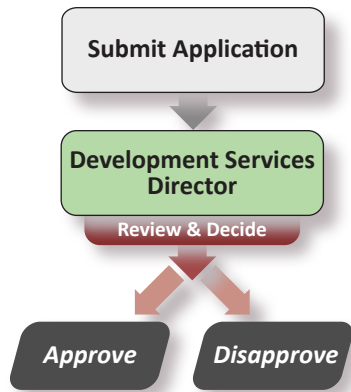 Submit Application
Development Services
Director
Review & Decide
Approve
Disapprove